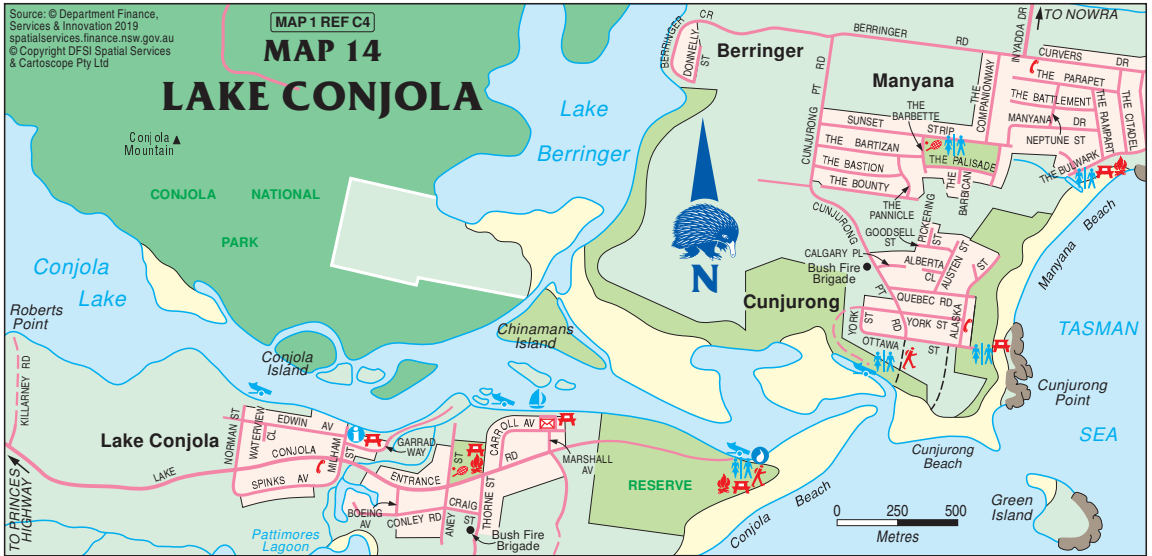 Source: © Department Finance,
Services & Innovation 2019
spatialservices.finance.nsw.gov.au
© Copyright DFSI Spatial Services
& Cartoscope Pty Ltd
MAP 1 REF C4
MAP 14
LAKE CONJOLA
Conjola
Mountain
CONJOLA NATIONAL
PARK
Conjola
Lake
Roberts
Point
Lake
Berringer
BERRINGER
CR
DONNELLY
ST
Berringer
BERRINGER RD
INYADDA DR
TO NOWRA
Manyana
CURVERS DR
THE PARAPET
THE BATTLEMENT
MANYANA DR
NEPTUNE ST
THE RAMPART
THE CITADEL
THE BULWARK
THE
COMPANIONWAY
THE
BARBETTE
SUNSET STRIP
THE BARTIZAN
THE BASTION
THE BOUNTY
THE PALISADE
THE
BARBICAN
THE
PANNICLE
CUNJURONG PT RD
PICKERING
ST
GOODSELL
ST
CALGARY PL
Bush Fire
Brigade
ALBERTA
CL
AUSTEN ST
ST
CUNJURONG
PT
RD
QUEBEC RD
YORK ST
YORK
ST
ALASKA
OTTAWA ST
Cunjurong
Manyana Beach
TASMAN
SEA
Cunjurong
Point
Cunjurong
Beach
Green
Island
N
Chinamans
Island
Conjola
Island
KILLARNEY RD
TO PRINCES
HIGHWAY
Lake Conjola
NORMAN ST
WATERVIEW
CL
EDWIN AV
LAKE CONJOLA ENTRANCE RD
SPINKS AV
MILHAM
ST
GARRAD
WAY
ST
CARROLL AV
MARSHALL
AV
BOEING
AV
CONLEY RD
ANEY
CRAIG
ST
THORNE ST
Bush Fire
Brigade
Pattimores
Lagoon
RESERVE
Conjola Beach
0 250 500
Metres